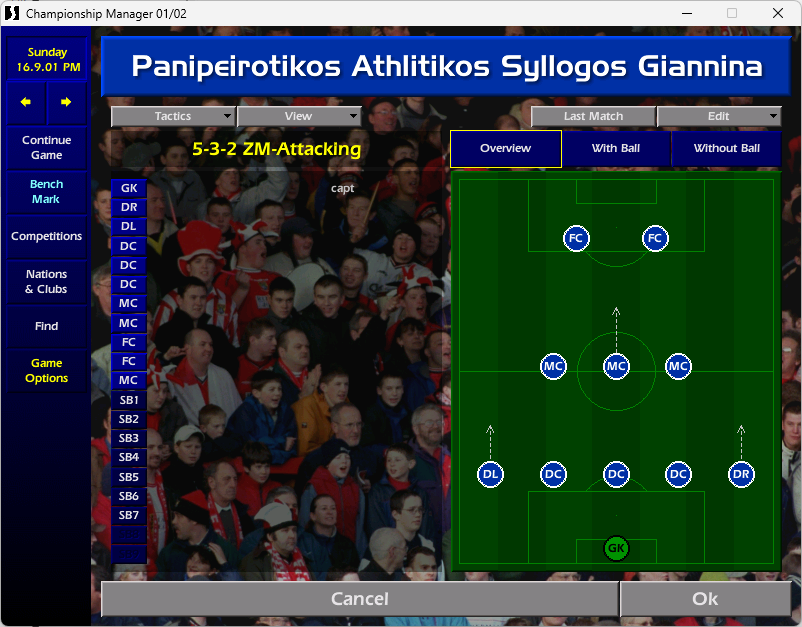 Championship Manager 01/02
Sunday
16.9.01 PM
Continue
Game
Bench
Mark
Competitions
Nations
& Clubs
Find
Game
Options
Panipeirotikos Athlitikos Syllogos Giannina
Tactics
View
Last Match
Edit
5-3-2 ZM-Attacking
Overview
With Ball
Without Ball
GK capt
DR
DL
DC
DC
DC
MC
MC
FC
FC
MC
SB1
SB2
SB3
SB4
SB5
SB6
SB7
FC FC
MC MC MC
DL DC DC DC DR
GK
Cancel
Ok